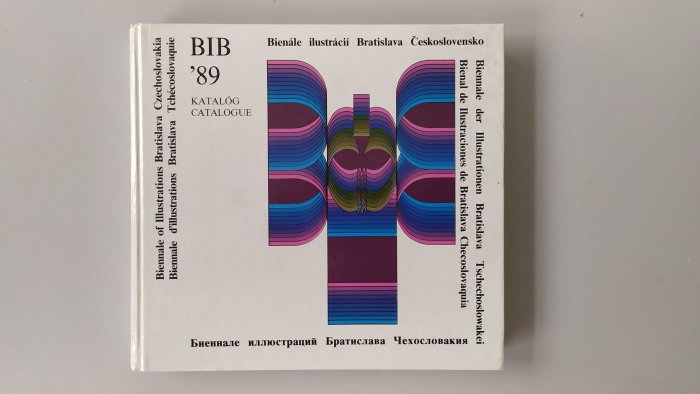 BIB
'89
KATALÓG
CATALOGUE
Bienále ilustrácií Bratislava Československo
Biennale of Illustrations Bratislava Czechoslovakia
Biennale d'illustrations Bratislava Tchécoslovaquie
Biennale der Illustrationen Bratislava Tschechoslowakei
Bienal de Ilustraciones de Bratislava Checoslovaquia
Биеннале иллюстраций Братислава Чехословакия